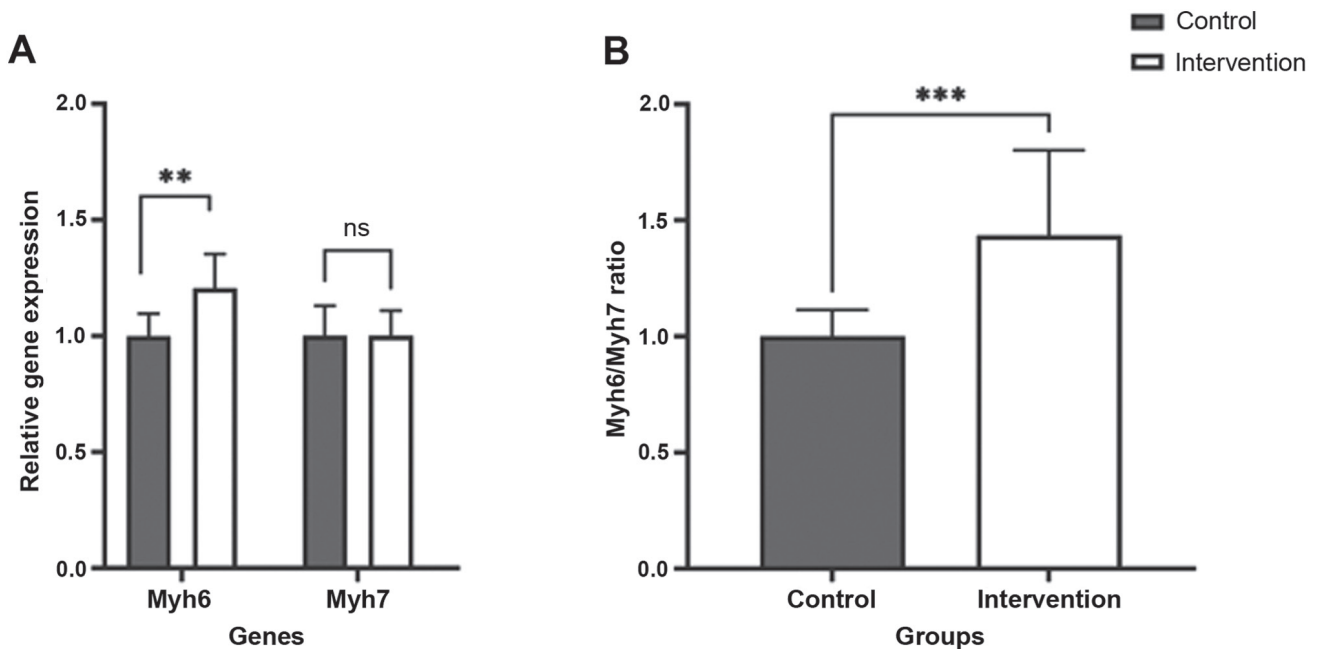 A
Relative gene expression
2.0
1.5
1.0
0.5
0.0
**
ns
Myh6
Myh7
Genes
B
Control
Intervention
Myh6/Myh7 ratio
2.0
1.5
1.0
0.5
0.0
***
Control
Intervention
Groups